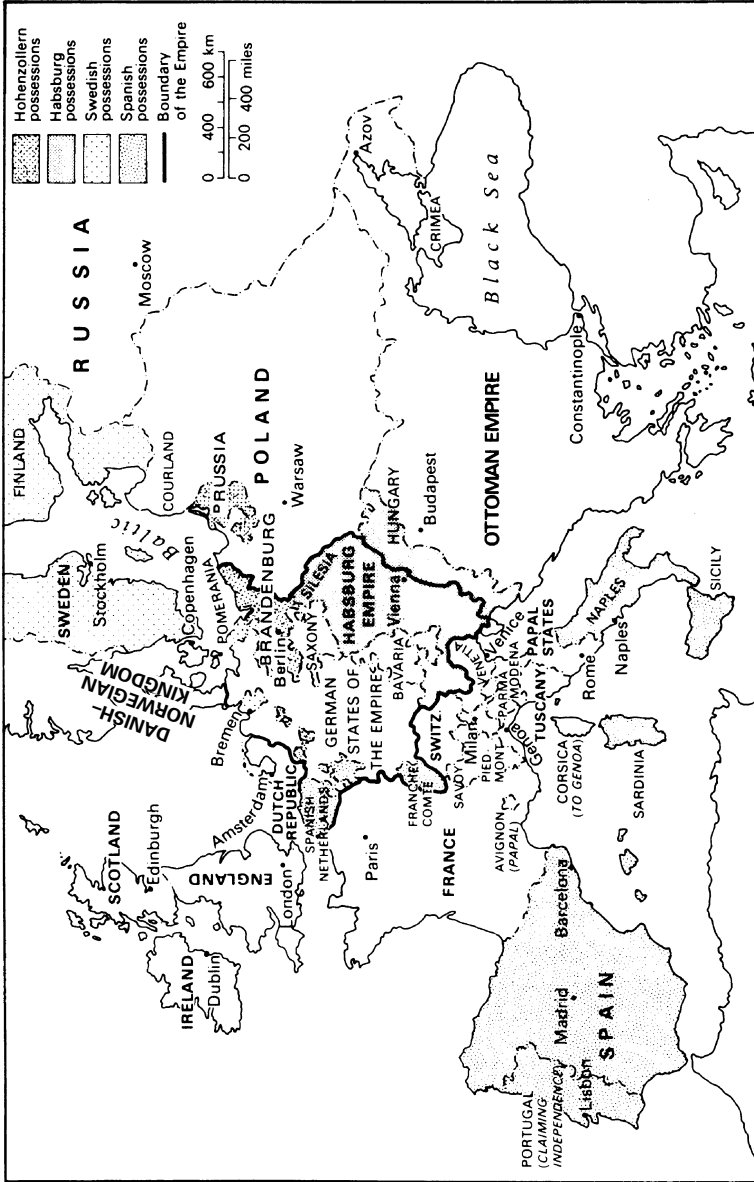 Hohenzollern
possessions
Habsburg
possessions
Swedish
possessions
Spanish
possessions
Boundary
of the Empire
0 200 400 600 km
0 200 400 miles
RUSSIA
Moscow
FINLAND
SWEDEN
Stockholm
Baltic
COURLAND
DANISH–
NORWEGIAN
KINGDOM
Copenhagen
POMERANIA
PRUSSIA
POLAND
Warsaw
SCOTLAND
Edinburgh
IRELAND
Dublin
ENGLAND
London
Amsterdam
DUTCH
REPUBLIC
Bremen
BRANDENBURG
Berlin
SAXONY
SILESIA
SPANISH
NETHERLANDS
GERMAN
STATES OF
THE EMPIRE
HABSBURG
EMPIRE
Vienna
BAVARIA
HUNGARY
Budapest
Azov
CRIMEA
Black Sea
Paris
FRANCE
FRANCHE
COMTÉ
SWITZ.
SAVOY
Milan
PIED
MONT
VENETIA
Venice
PARMA
MODENA
Genoa
TUSCANY
PAPAL
STATES
AVIGNON
(PAPAL)
CORSICA
(TO GENOA)
Rome
NAPLES
Naples
SARDINIA
SICILY
OTTOMAN EMPIRE
Constantinople
PORTUGAL
(CLAIMING
INDEPENDENCE)
Lisbon
Madrid
SPAIN
Barcelona